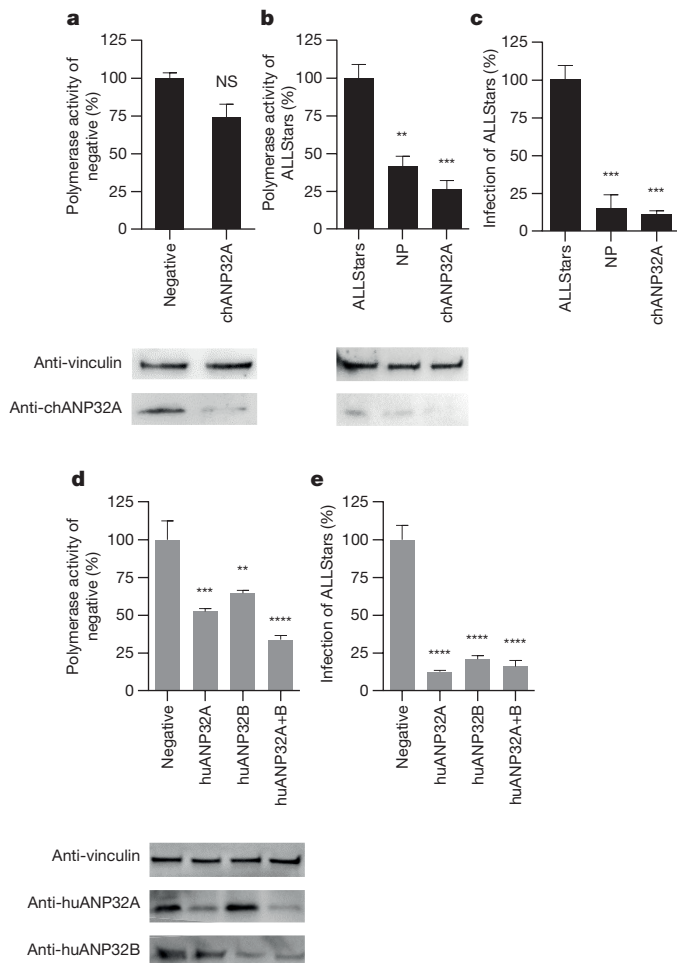 a
Polymerase activity of
negative (%)
125
100
75
50
25
0
NS
Negative
chANP32A
b
Polymerase activity of
ALLStars (%)
125
100
75
50
25
0
**
***
ALLStars
NP
chANP32A
c
Infection of ALLStars (%)
125
100
75
50
25
0
***
***
ALLStars
NP
chANP32A
Anti-vinculin
Anti-chANP32A
d
Polymerase activity of
negative (%)
125
100
75
50
25
0
***
**
****
Negative
huANP32A
huANP32B
huANP32A+B
e
Infection of ALLStars (%)
125
100
75
50
25
0
****
****
****
Negative
huANP32A
huANP32B
huANP32A+B
Anti-vinculin
Anti-huANP32A
Anti-huANP32B